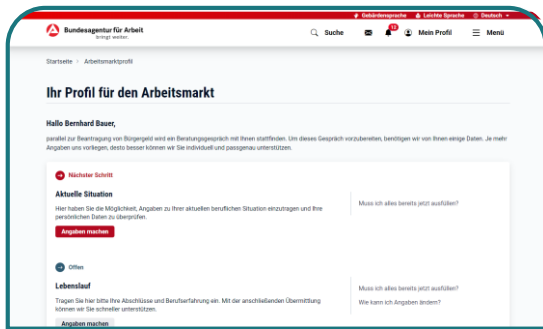 Gebärdensprache Leichte Sprache Deutsch
Bundesagentur für Arbeit
bringt weiter.
Suche
Mein Profil
Menü
Startseite > Arbeitsmarktprofil
Ihr Profil für den Arbeitsmarkt
Hallo Bernhard Bauer,
parallel zur Beantragung von Bürgergeld wird ein Beratungsgespräch mit Ihnen stattfinden. Um dieses Gespräch vorzubereiten, benötigen wir von Ihnen einige Daten. Je mehr
Angaben uns vorliegen, desto besser können wir Sie individuell und passgenau unterstützen.
Nächster Schritt
Aktuelle Situation
Hier haben Sie die Möglichkeit, Angaben zu Ihrer aktuellen beruflichen Situation einzutragen und Ihre
persönlichen Daten zu überprüfen.
Angaben machen
Muss ich alles bereits jetzt ausfüllen?
Offen
Lebenslauf
Tragen Sie hier bitte Ihre Abschlüsse und Berufserfahrung ein. Mit der anschließenden Übermittlung
können wir Sie schneller unterstützen.
Angaben machen
Muss ich alles bereits jetzt ausfüllen?
Wie kann ich Angaben ändern?